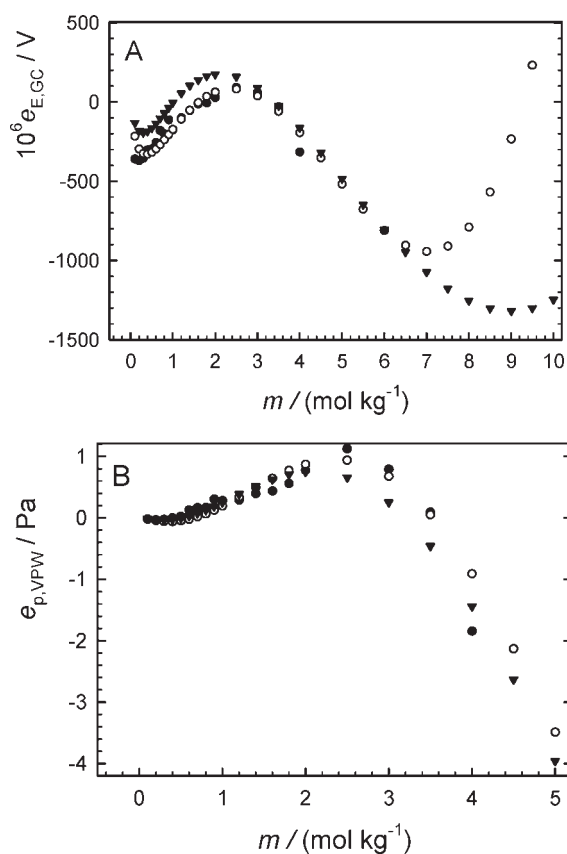 A
10⁶e_E,GC / V
500
0
-500
-1000
-1500
0 1 2 3 4 5 6 7 8 9 10
m / (mol kg⁻¹)
B
e_p,VPW / Pa
1
0
-1
-2
-3
-4
0 1 2 3 4 5
m / (mol kg⁻¹)